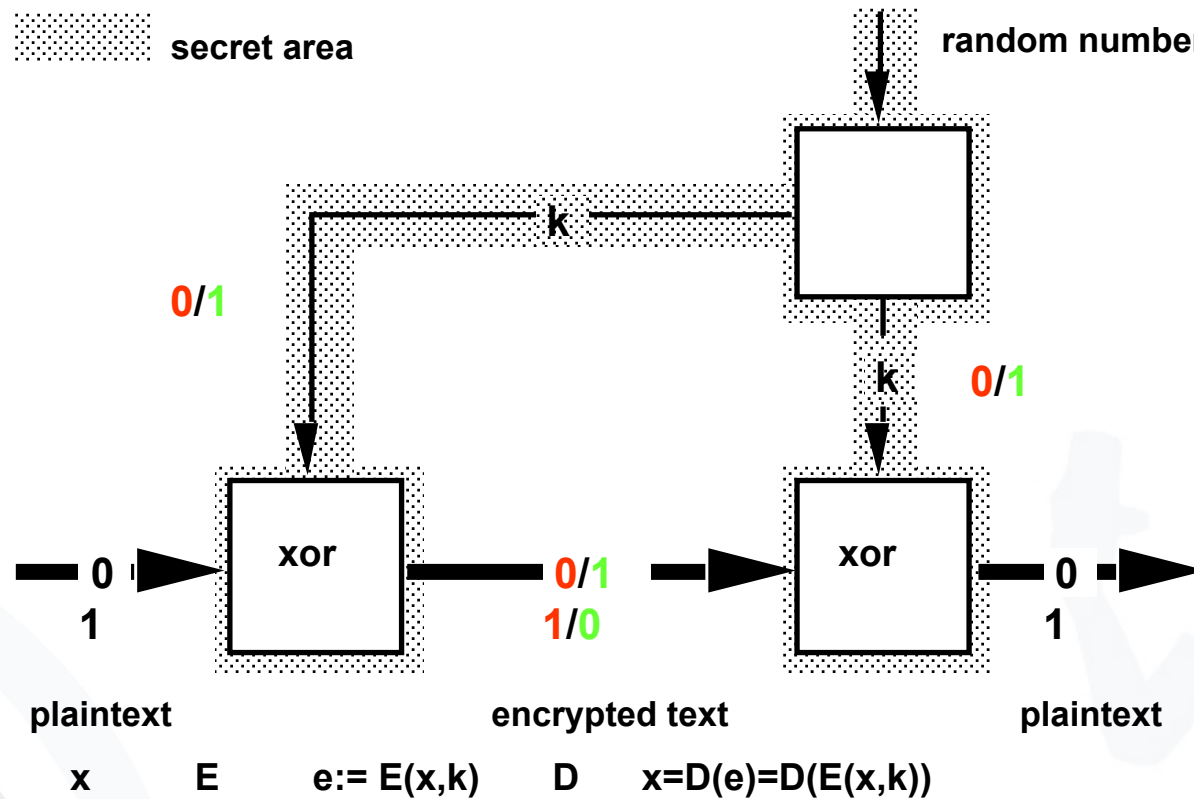 secret area
random number
k
0/1
k
0/1
xor
xor
0
0/1
0
1
1/0
1
plaintext
encrypted text
plaintext
x E e:= E(x,k) D x=D(e)=D(E(x,k))